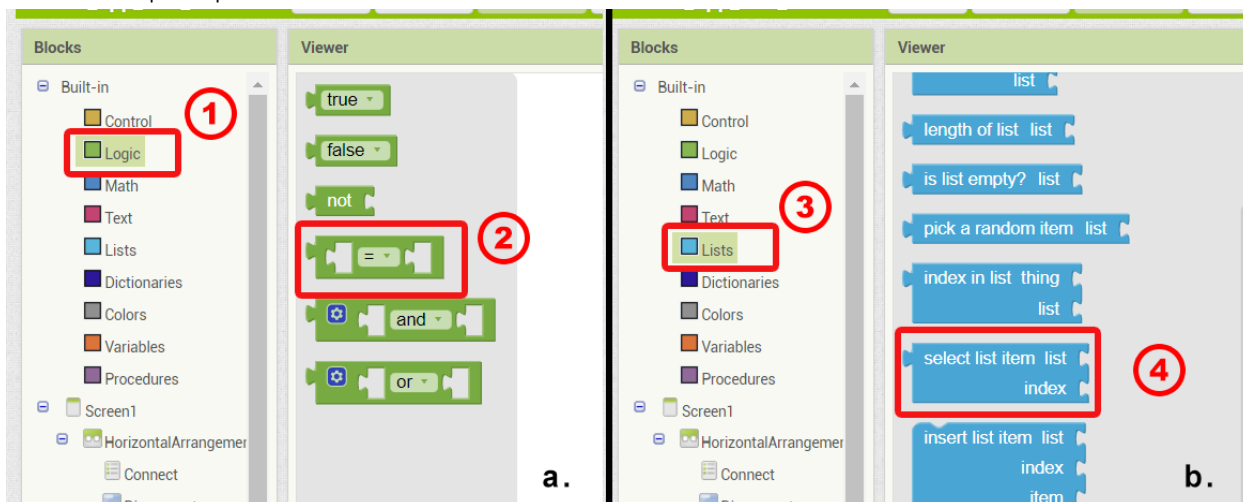 Blocks
Viewer
Built-in
Control
Logic
Math
Text
Lists
Dictionaries
Colors
Variables
Procedures
Screen1
HorizontalArrangemer
Connect
1
true
false
not
=
2
and
or
a.
Blocks
Viewer
Built-in
Control
Logic
Math
Text
Lists
Dictionaries
Colors
Variables
Procedures
Screen1
HorizontalArrangemer
Connect
3
list
length of list list
is list empty? list
pick a random item list
index in list thing
list
select list item list
index
4
insert list item list
index
item
b.